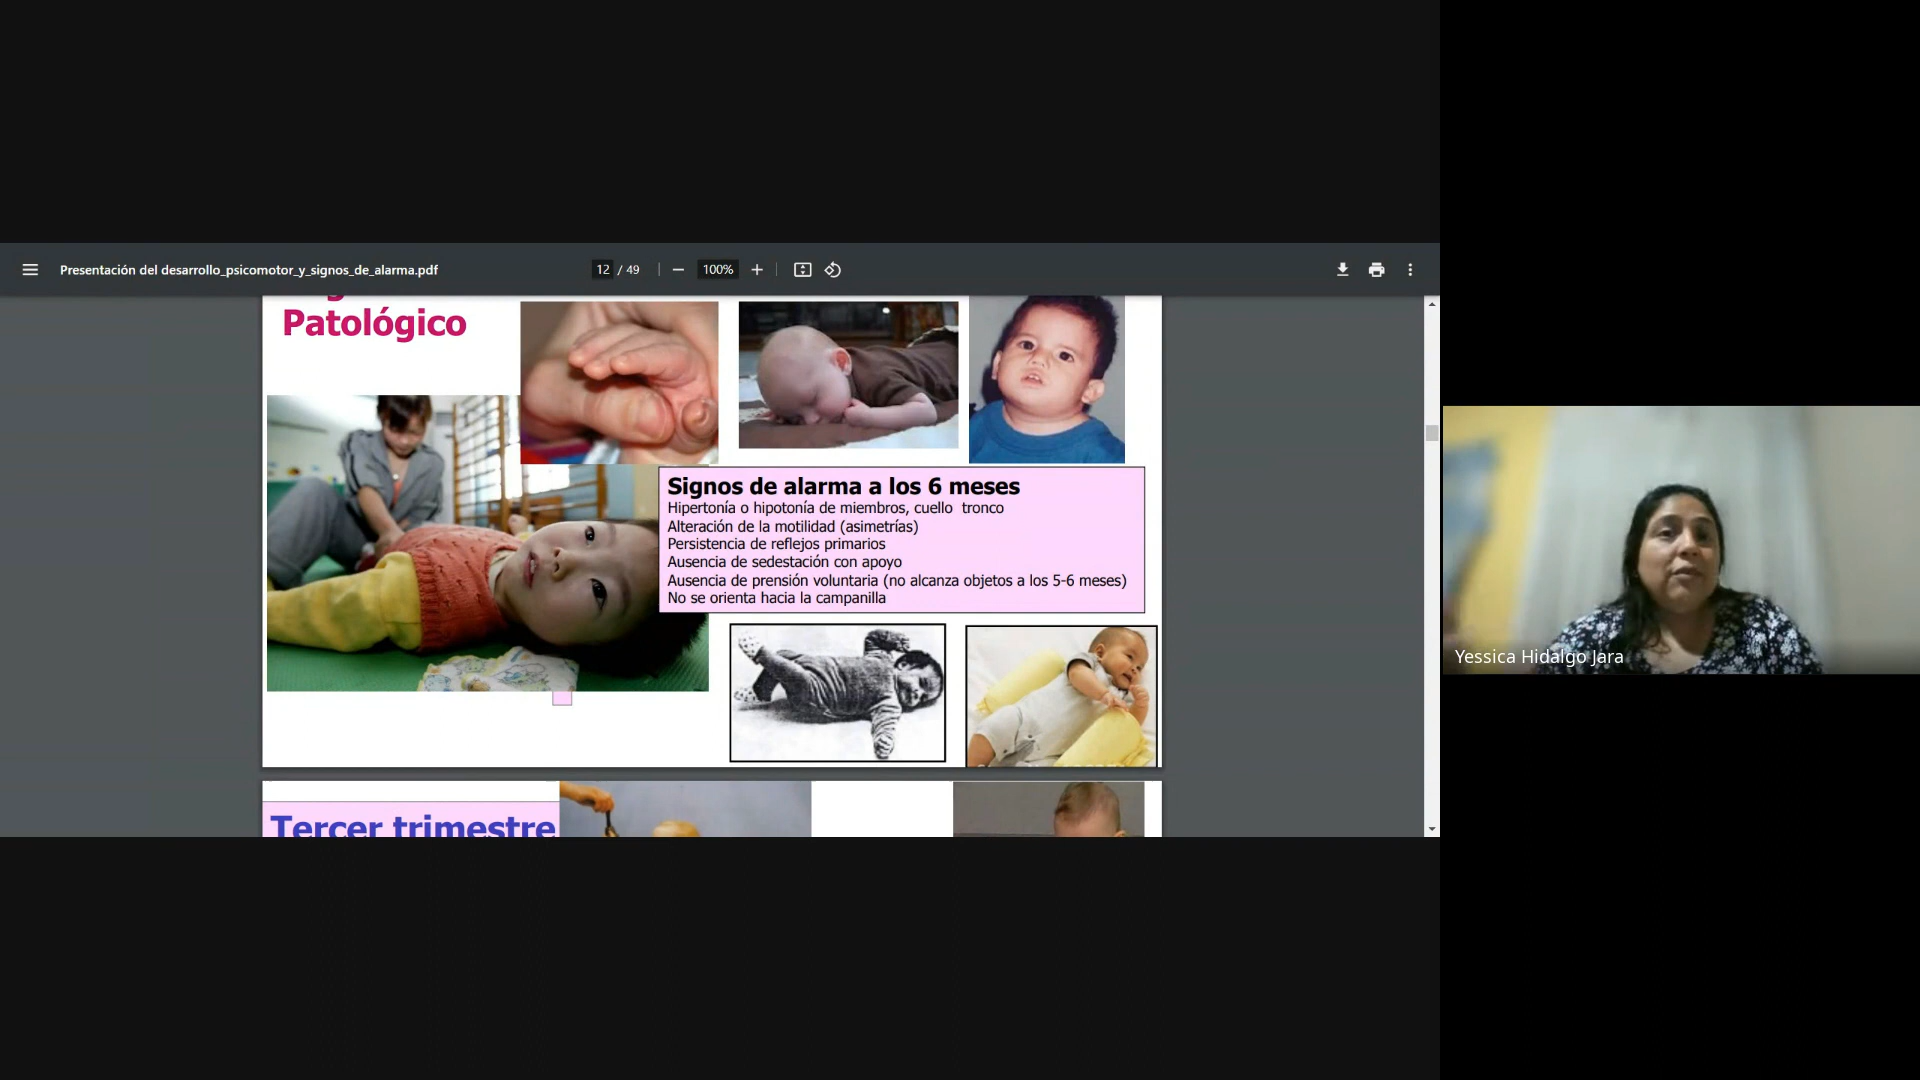 Presentación del desarrollo_psicomotor_y_signos_de_alarma.pdf
12 / 49
100%
Patológico
Signos de alarma a los 6 meses
Hipertonía o hipotonía de miembros, cuello tronco
Alteración de la motilidad (asimetrías)
Persistencia de reflejos primarios
Ausencia de sedestación con apoyo
Ausencia de prensión voluntaria (no alcanza objetos a los 5-6 meses)
No se orienta hacia la campanilla
Tercer trimestre
Yessica Hidalgo Jara